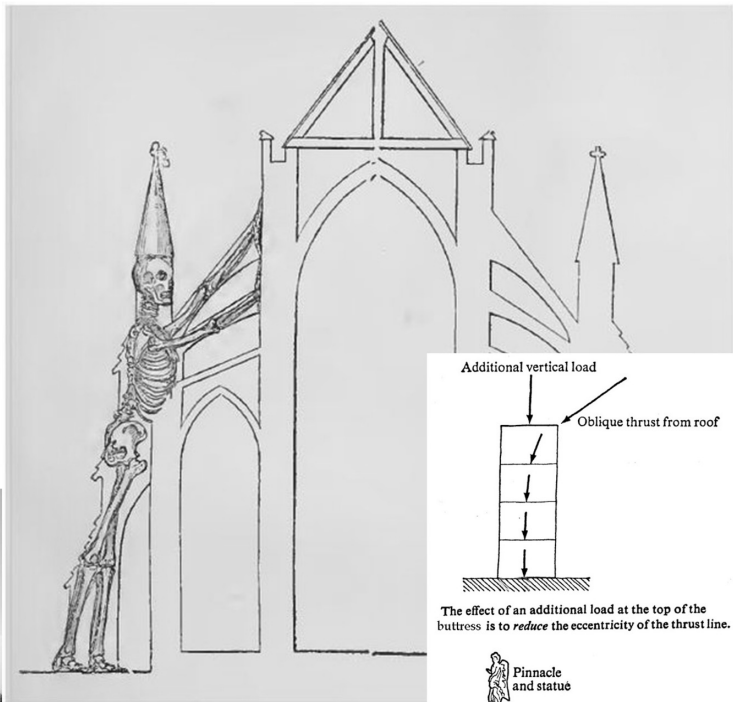 Additional vertical load
Oblique thrust from roof
The effect of an additional load at the top of the
buttress is to reduce the eccentricity of the thrust line.
Pinnacle
and statue